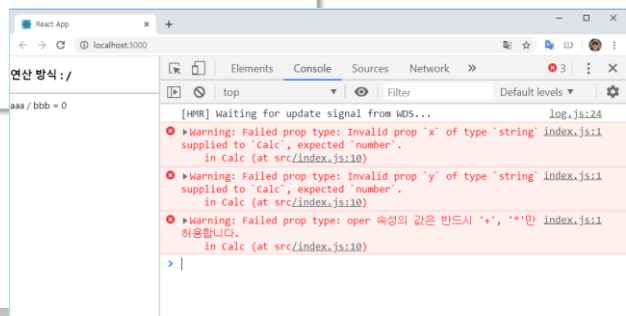 React App
localhost:3000
연산 방식 : /
aaa / bbb = 0
Elements Console Sources Network » 3
top Filter Default levels ▼
[HMR] Waiting for update signal from WDS... log.js:24
▶Warning: Failed prop type: Invalid prop `x` of type `string` index.js:1
supplied to `Calc`, expected `number`.
in Calc (at src/index.js:10)
▶Warning: Failed prop type: Invalid prop `y` of type `string` index.js:1
supplied to `Calc`, expected `number`.
in Calc (at src/index.js:10)
▶Warning: Failed prop type: oper 속성의 값은 반드시 '+', '*'만 index.js:1
허용합니다.
in Calc (at src/index.js:10)
>